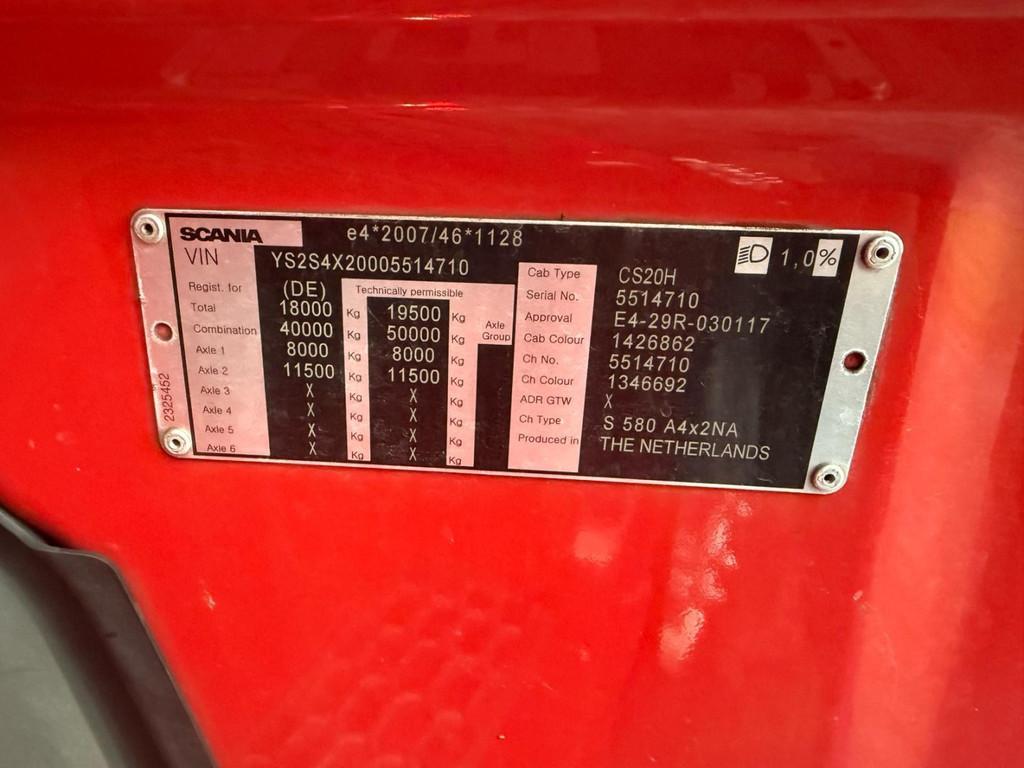 SCANIA e4*2007/46*1128 1,0%
VIN YS2S4X20005514710
Regist. for (DE) Technically permissible
Total 18000 Kg 19500 Kg Axle Group
Combination 40000 Kg 50000 Kg
Axle 1 8000 Kg 8000 Kg
Axle 2 11500 Kg 11500 Kg
Axle 3 X Kg X Kg
Axle 4 X Kg X Kg
Axle 5 X Kg X Kg
Axle 6 X Kg X Kg
Cab Type CS20H
Serial No. 5514710
Approval E4-29R-030117
Cab Colour 1426862
Ch No. 5514710
Ch Colour 1346692
ADR GTW X
Ch Type S 580 A4x2NA
Produced in THE NETHERLANDS
2325452